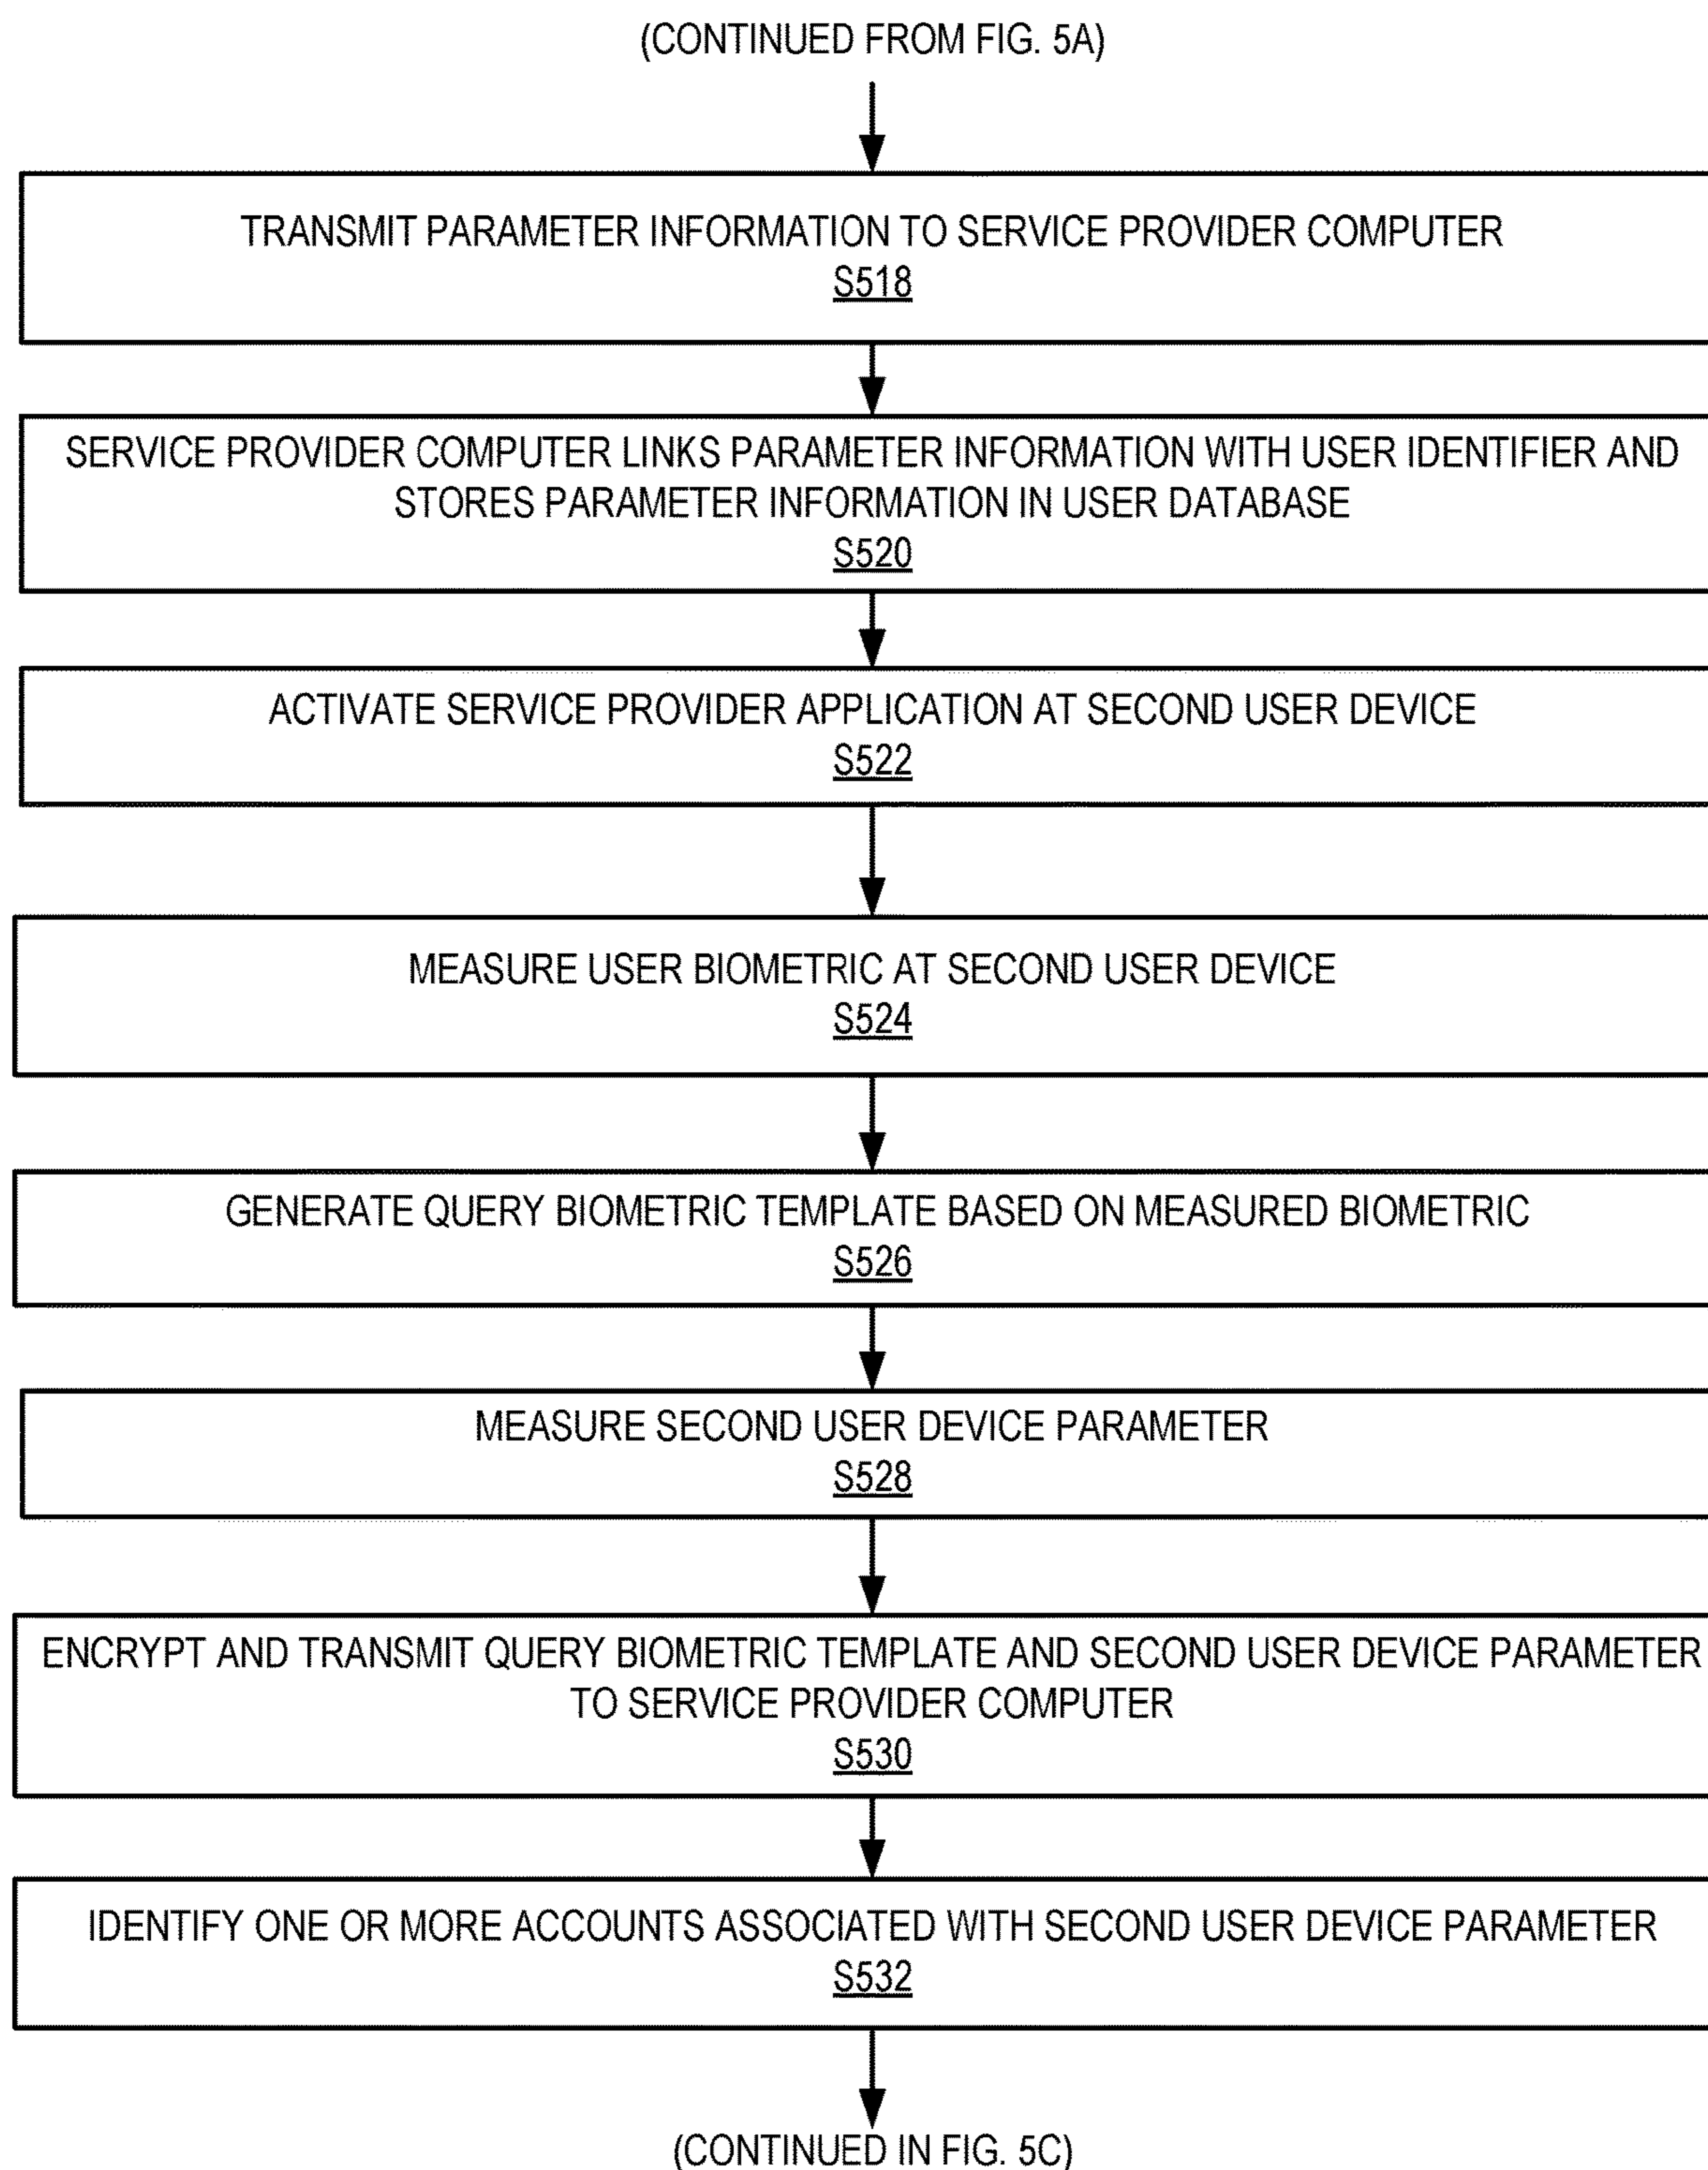 (CONTINUED FROM FIG. 5A)
TRANSMIT PARAMETER INFORMATION TO SERVICE PROVIDER COMPUTER
S518
SERVICE PROVIDER COMPUTER LINKS PARAMETER INFORMATION WITH USER IDENTIFIER AND
STORES PARAMETER INFORMATION IN USER DATABASE
S520
ACTIVATE SERVICE PROVIDER APPLICATION AT SECOND USER DEVICE
S522
MEASURE USER BIOMETRIC AT SECOND USER DEVICE
S524
GENERATE QUERY BIOMETRIC TEMPLATE BASED ON MEASURED BIOMETRIC
S526
MEASURE SECOND USER DEVICE PARAMETER
S528
ENCRYPT AND TRANSMIT QUERY BIOMETRIC TEMPLATE AND SECOND USER DEVICE PARAMETER
TO SERVICE PROVIDER COMPUTER
S530
IDENTIFY ONE OR MORE ACCOUNTS ASSOCIATED WITH SECOND USER DEVICE PARAMETER
S532
(CONTINUED IN FIG. 5C)